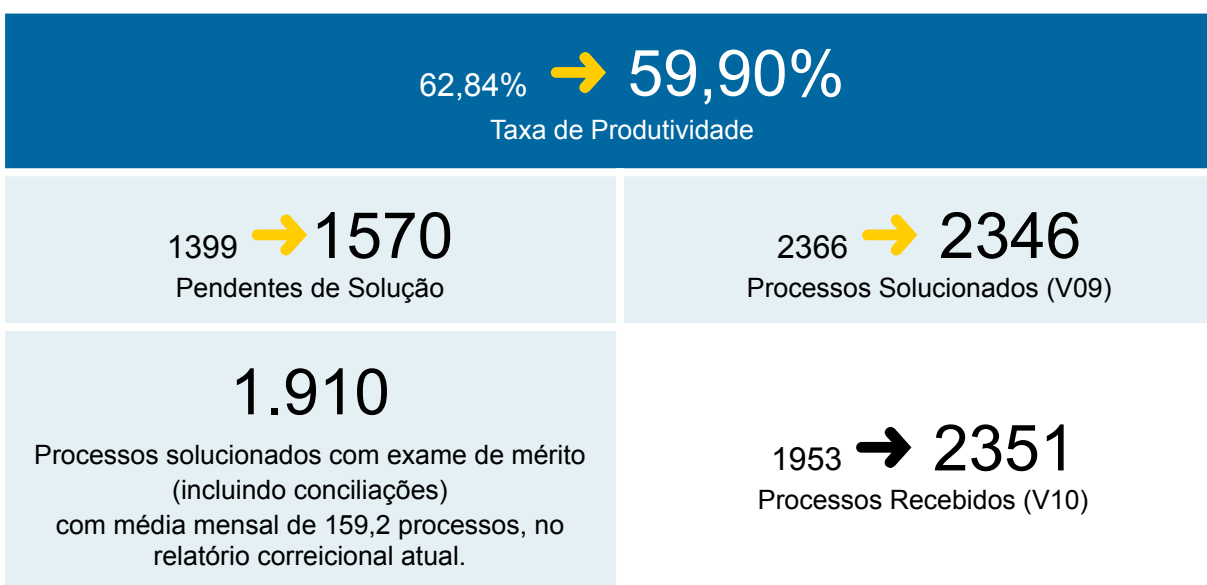 62,84% ➔ 59,90%
Taxa de Produtividade
1399 ➔ 1570
Pendentes de Solução
2366 ➔ 2346
Processos Solucionados (V09)
1.910
Processos solucionados com exame de mérito
(incluindo conciliações)
com média mensal de 159,2 processos, no
relatório correicional atual.
1953 ➔ 2351
Processos Recebidos (V10)